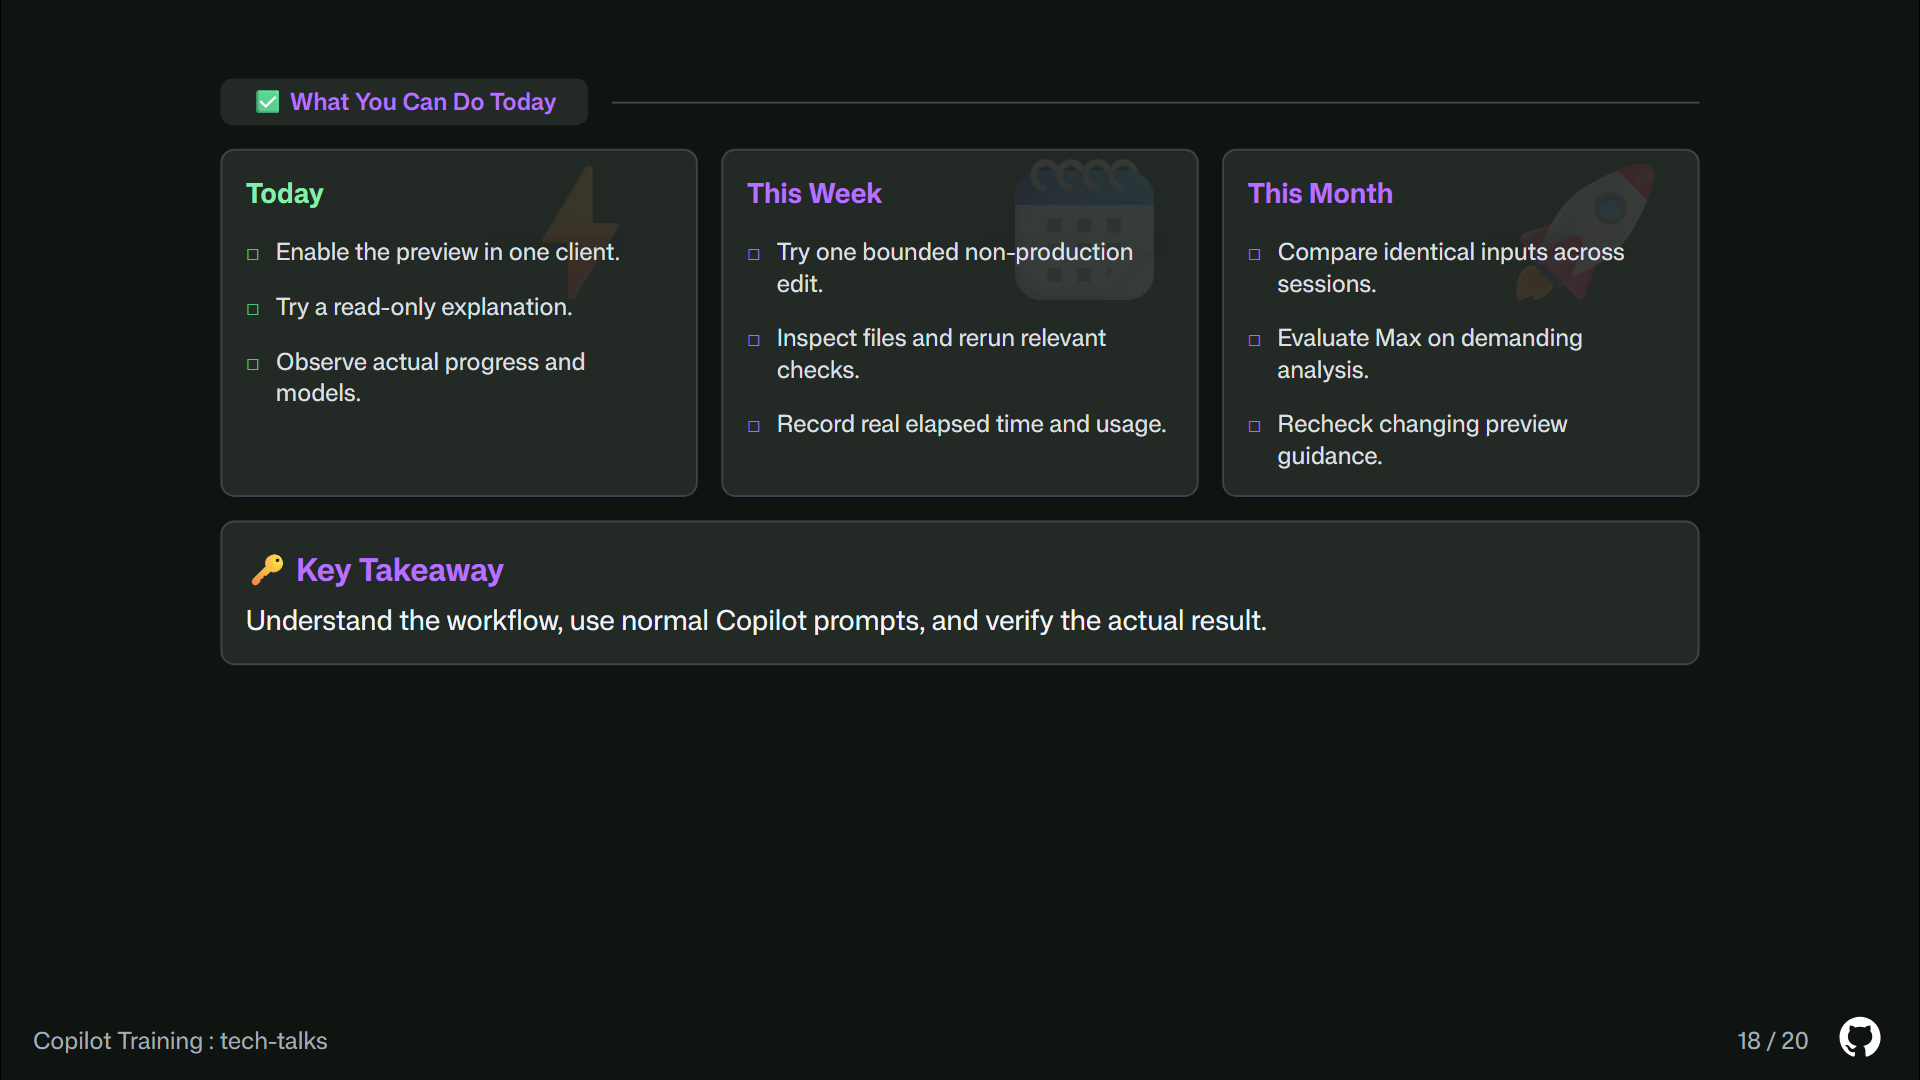 ✅ What You Can Do Today
Today
Enable the preview in one client.
Try a read-only explanation.
Observe actual progress and
models.
This Week
Try one bounded non-production
edit.
Inspect files and rerun relevant
checks.
Record real elapsed time and usage.
This Month
Compare identical inputs across
sessions.
Evaluate Max on demanding
analysis.
Recheck changing preview
guidance.
🔑 Key Takeaway
Understand the workflow, use normal Copilot prompts, and verify the actual result.
Copilot Training : tech-talks
18 / 20